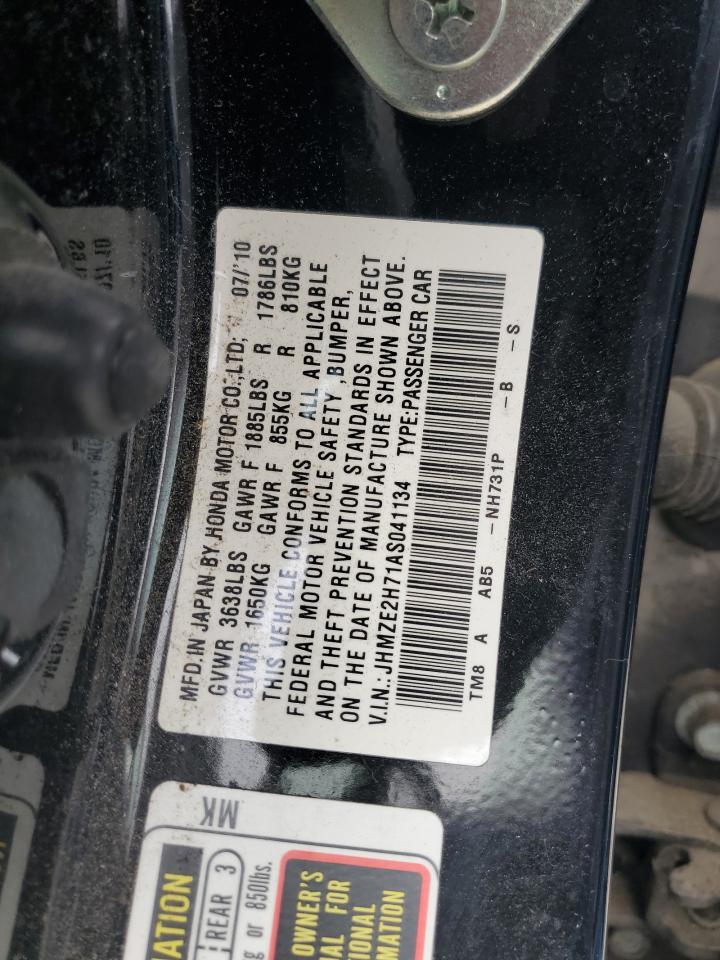 MFD.IN JAPAN BY HONDA MOTOR CO.,LTD; 07/'10
GVWR 3638LBS GAWR F 1885LBS R 1786LBS
GVWR 1650KG GAWR F 855KG R 810KG
THIS VEHICLE CONFORMS TO ALL APPLICABLE
FEDERAL MOTOR VEHICLE SAFETY ,BUMPER,
AND THEFT PREVENTION STANDARDS IN EFFECT
ON THE DATE OF MANUFACTURE SHOWN ABOVE.
V.I.N.: JHMZE2H71AS041134 TYPE:PASSENGER CAR
TM8 A AB5 -NH731P -B -S
MK
MATION
REAR 3
g or 850lbs.
OWNER'S
AL FOR
IONAL
MATION